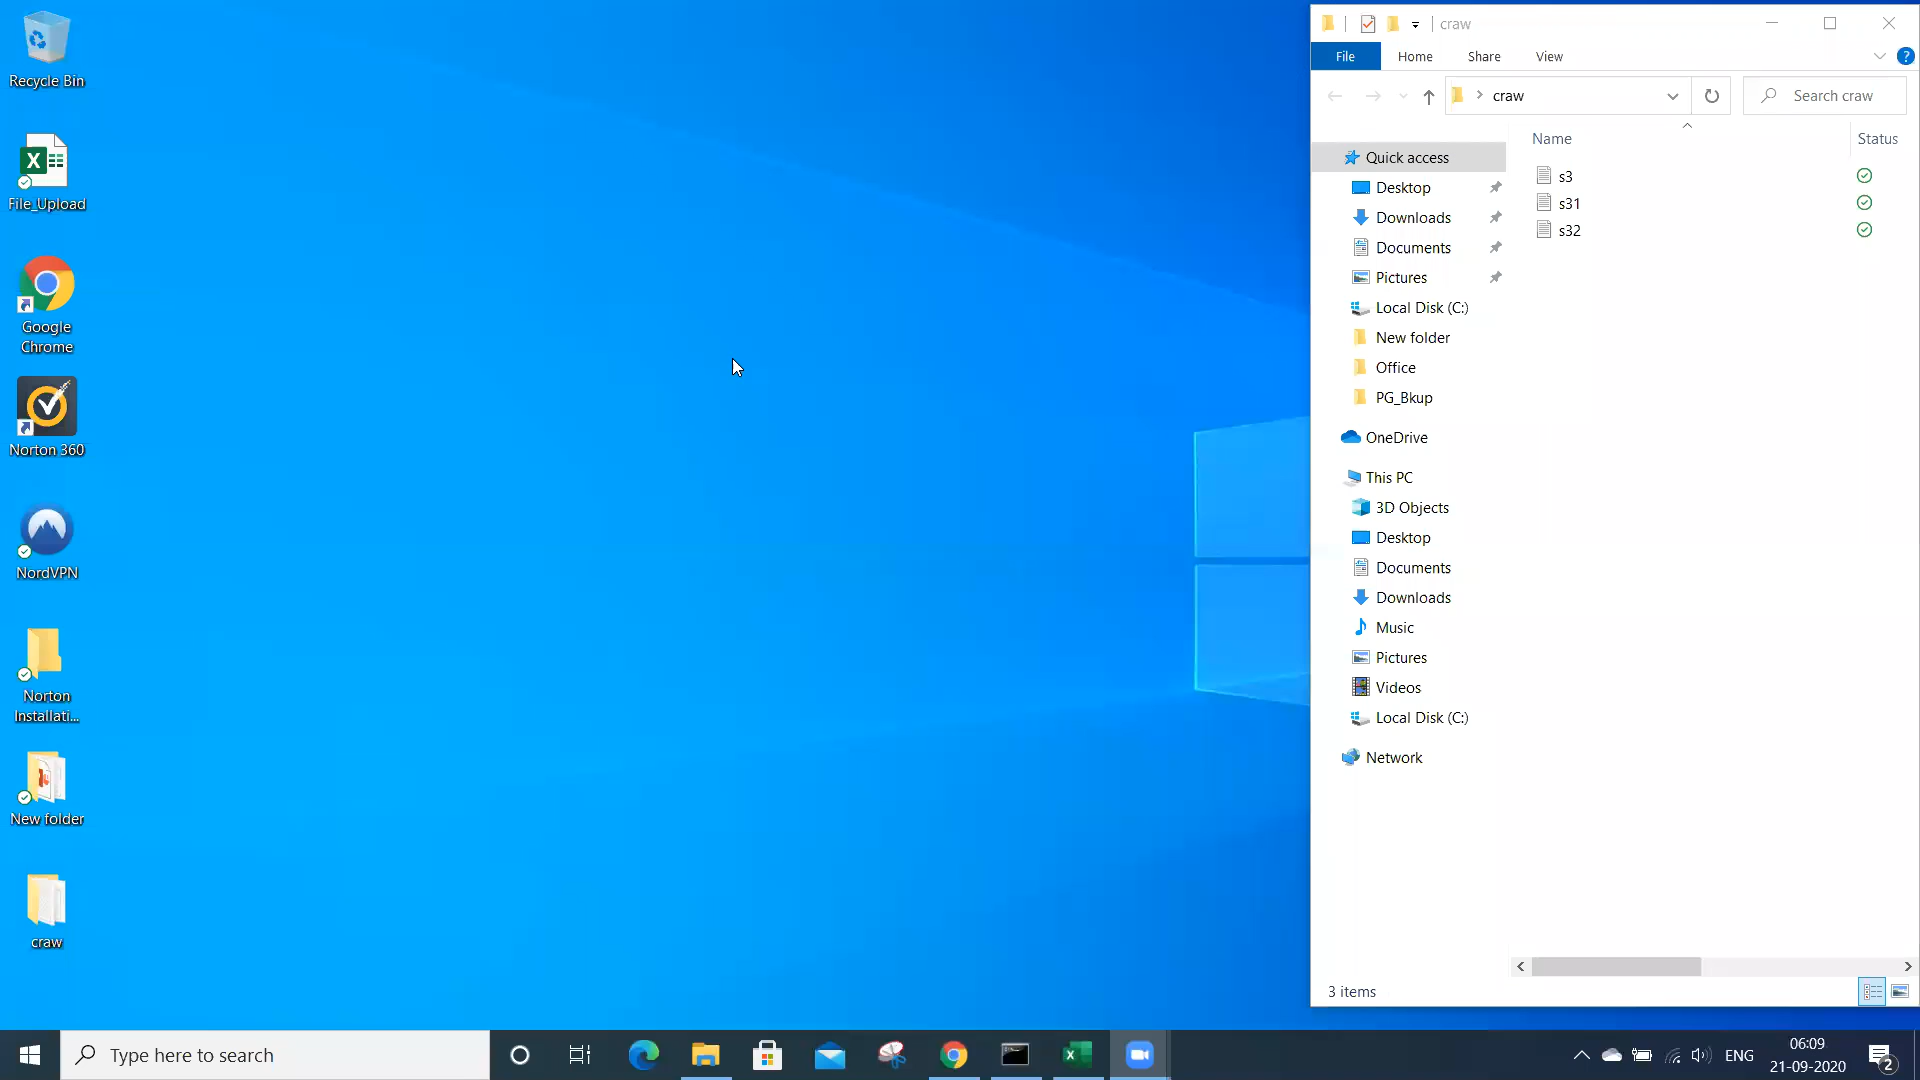 Recycle Bin
File_Upload
Google
Chrome
Norton 360
NordVPN
Norton
Installati...
New folder
craw
craw
File Home Share View
craw
Search craw
Name Status
Quick access
Desktop
Downloads
Documents
Pictures
Local Disk (C:)
New folder
Office
PG_Bkup
OneDrive
This PC
3D Objects
Desktop
Documents
Downloads
Music
Pictures
Videos
Local Disk (C:)
Network
s3
s31
s32
3 items
Type here to search
ENG
06:09
21-09-2020
2